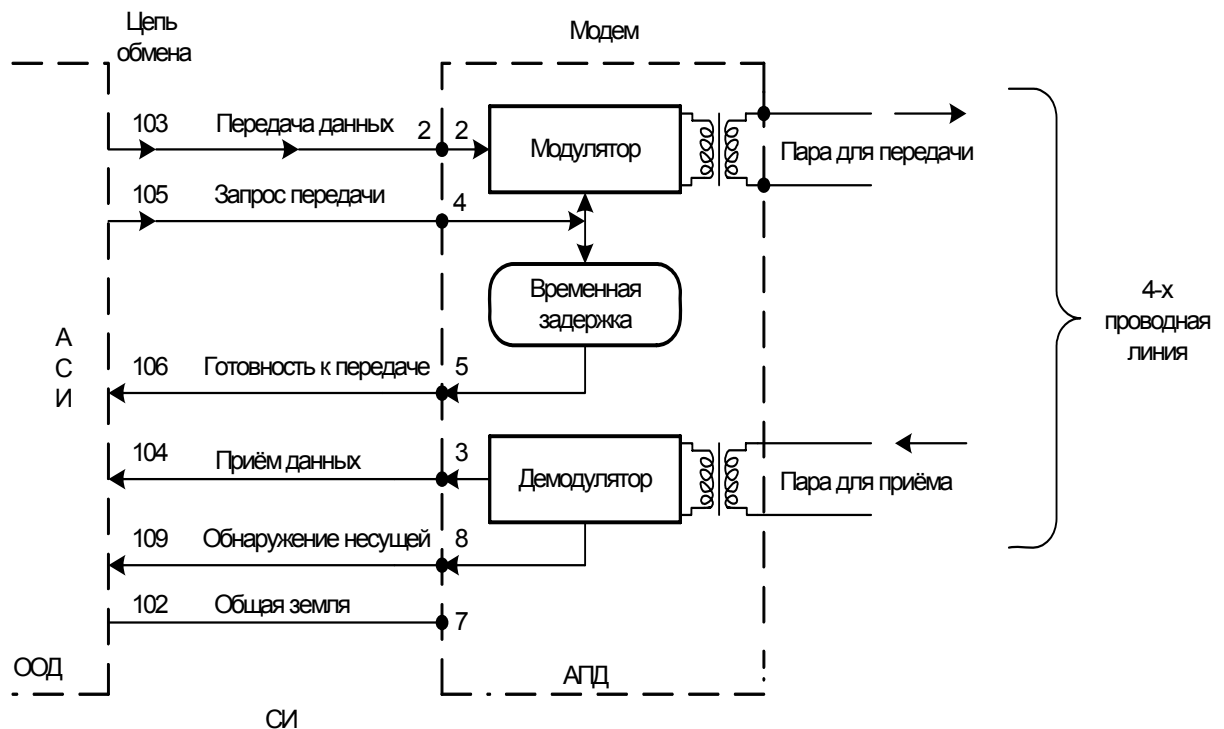 Цепь
обмена
Модем
103 Передача данных 2 2
Модулятор
Пара для передачи
105 Запрос передачи 4
Временная
задержка
4-х
проводная
линия
А
С
И
106 Готовность к передаче 5
104 Приём данных 3
Демодулятор
Пара для приёма
109 Обнаружение несущей 8
102 Общая земля 7
ООД
АПД
СИ